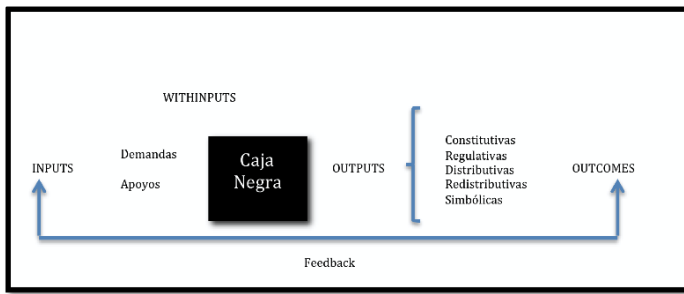 WITHINPUTS
INPUTS
Demandas
Apoyos
Caja
Negra
OUTPUTS
Constitutivas
Regulativas
Distributivas
Redistributivas
Simbólicas
OUTCOMES
Feedback